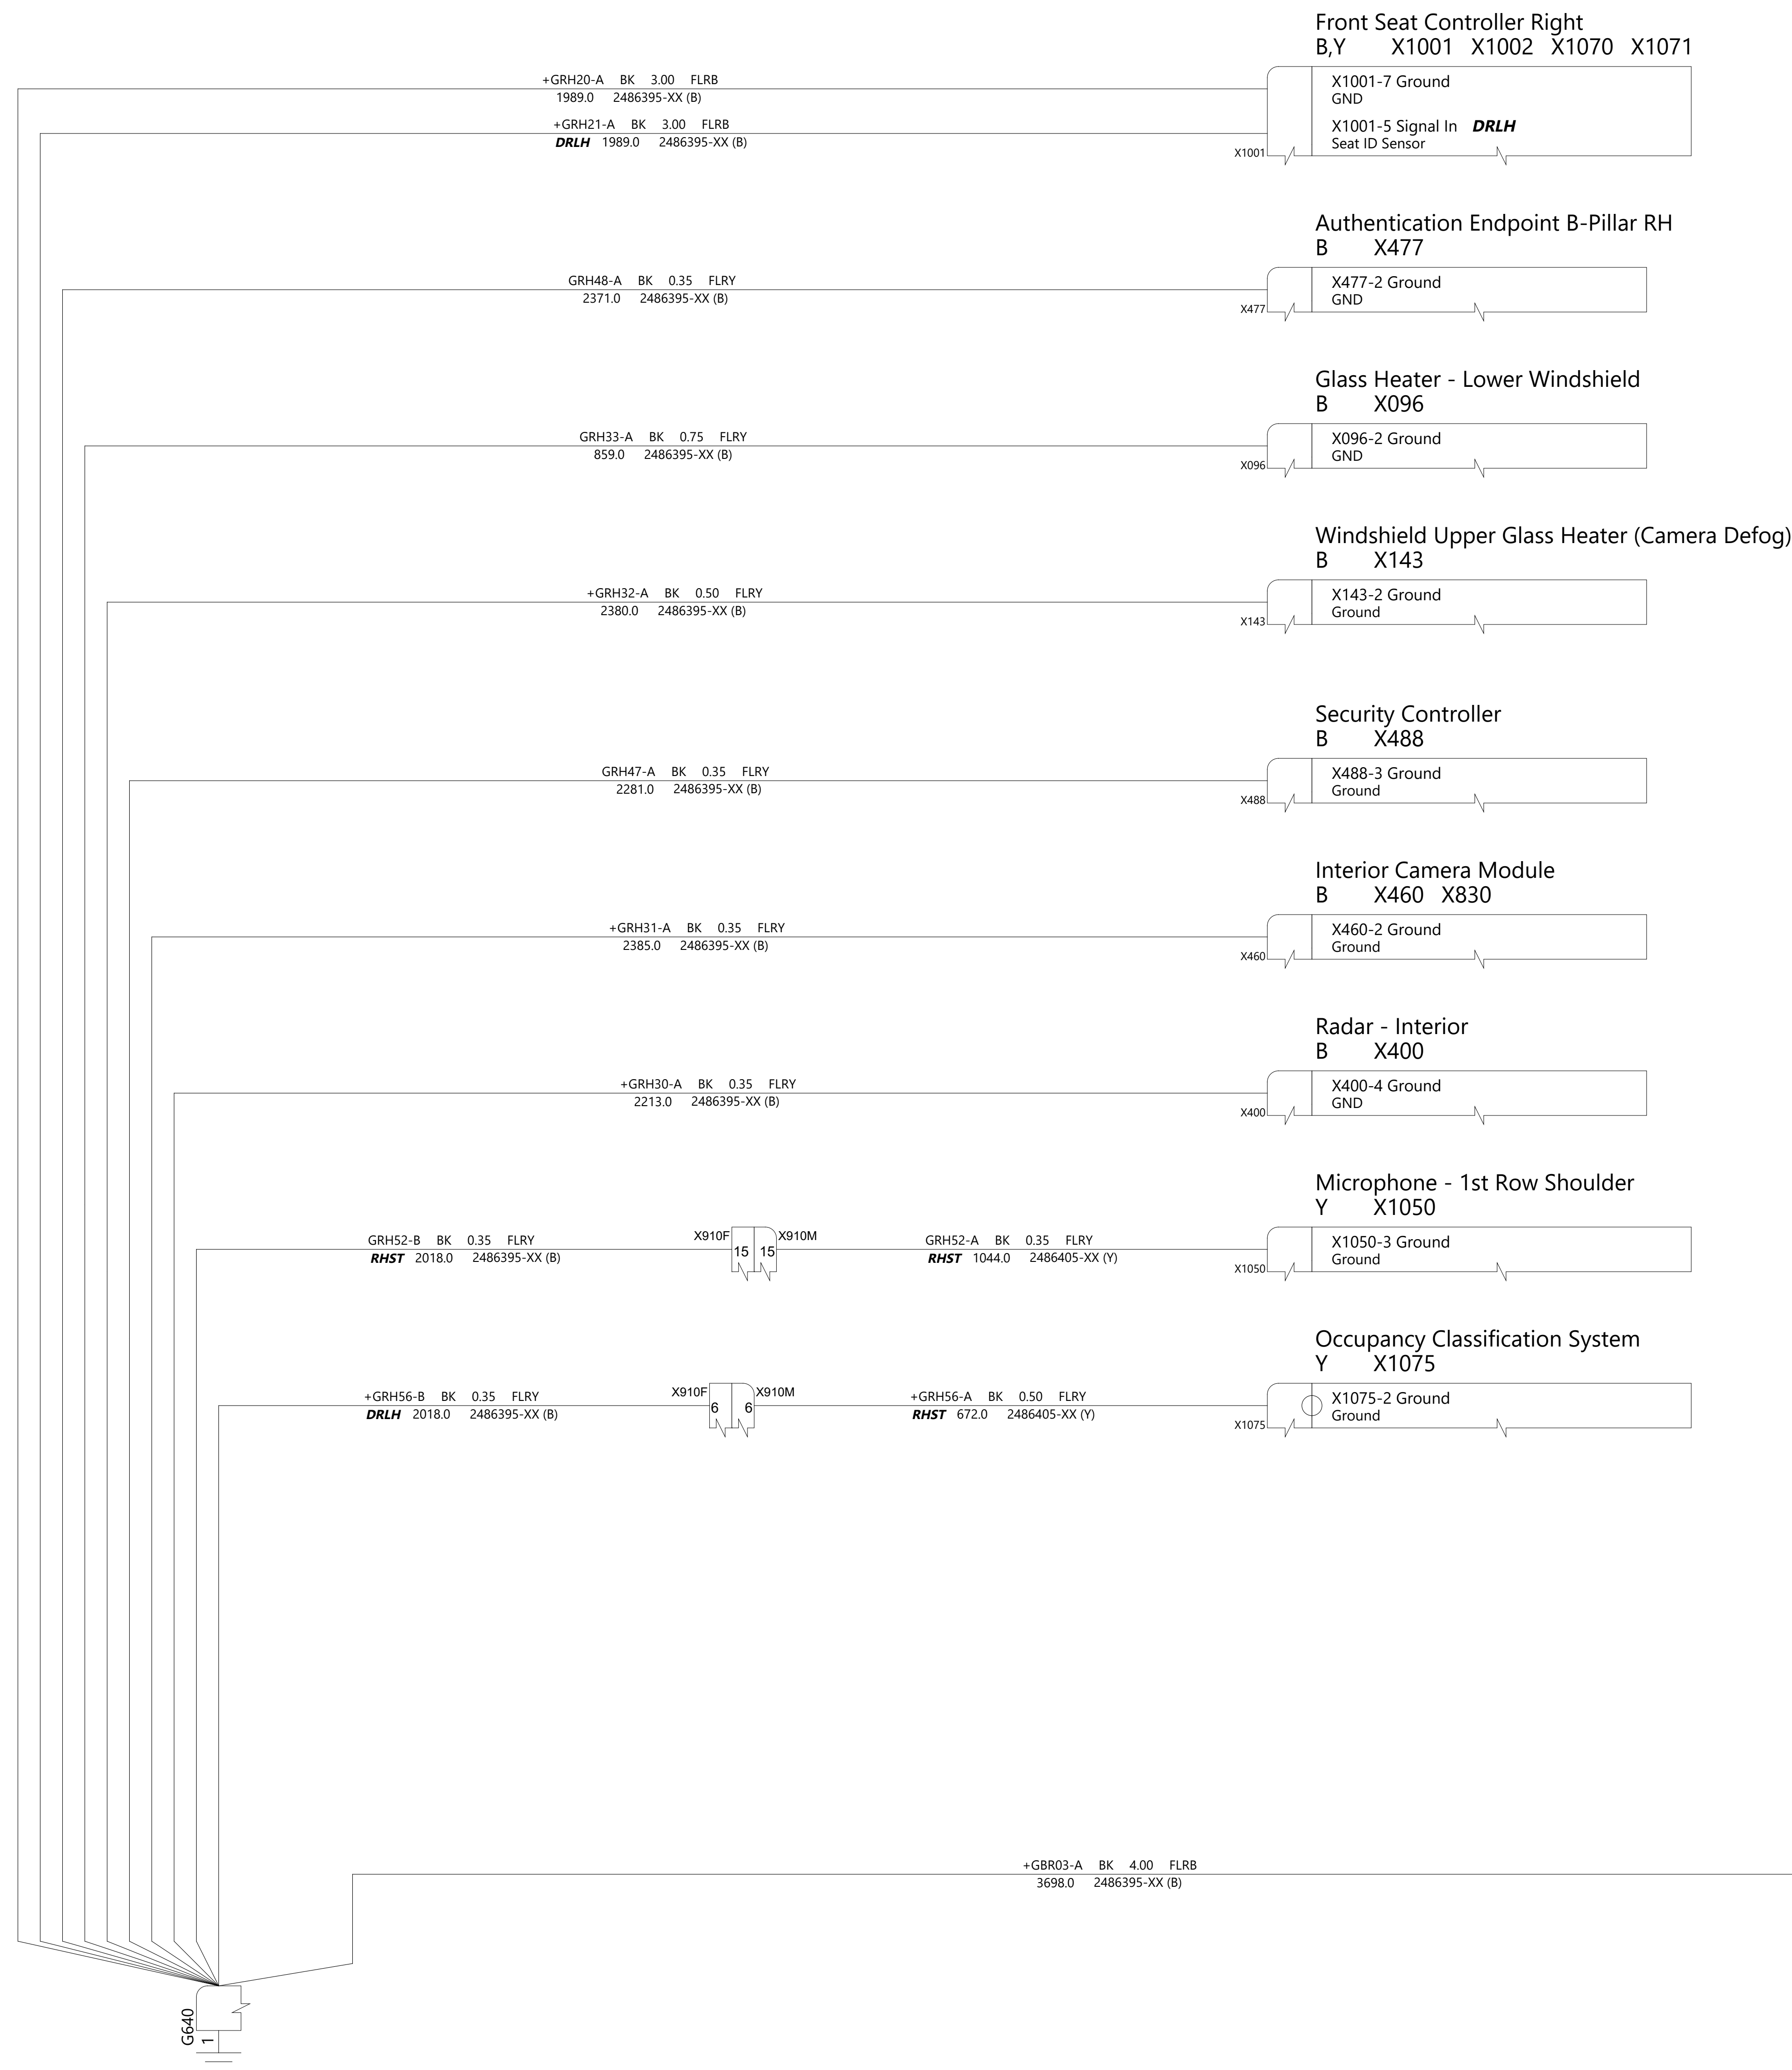 Front Seat Controller Right
B,Y X1001 X1002 X1070 X1071
+GRH20-A BK 3.00 FLRB
1989.0 2486395-XX (B)
X1001-7 Ground
GND
+GRH21-A BK 3.00 FLRB
DRLH 1989.0 2486395-XX (B)
X1001-5 Signal In DRLH
Seat ID Sensor
X1001
Authentication Endpoint B-Pillar RH
B X477
GRH48-A BK 0.35 FLRY
2371.0 2486395-XX (B)
X477-2 Ground
GND
X477
Glass Heater - Lower Windshield
B X096
GRH33-A BK 0.75 FLRY
859.0 2486395-XX (B)
X096-2 Ground
GND
X096
Windshield Upper Glass Heater (Camera Defog)
B X143
+GRH32-A BK 0.50 FLRY
2380.0 2486395-XX (B)
X143-2 Ground
Ground
X143
Security Controller
B X488
GRH47-A BK 0.35 FLRY
2281.0 2486395-XX (B)
X488-3 Ground
Ground
X488
Interior Camera Module
B X460 X830
+GRH31-A BK 0.35 FLRY
2385.0 2486395-XX (B)
X460-2 Ground
Ground
X460
Radar - Interior
B X400
+GRH30-A BK 0.35 FLRY
2213.0 2486395-XX (B)
X400-4 Ground
GND
X400
Microphone - 1st Row Shoulder
Y X1050
GRH52-B BK 0.35 FLRY
RHST 2018.0 2486395-XX (B)
X910F 15 15 X910M
GRH52-A BK 0.35 FLRY
RHST 1044.0 2486405-XX (Y)
X1050-3 Ground
Ground
X1050
Occupancy Classification System
Y X1075
+GRH56-B BK 0.35 FLRY
DRLH 2018.0 2486395-XX (B)
X910F 6 6 X910M
+GRH56-A BK 0.50 FLRY
RHST 672.0 2486405-XX (Y)
X1075-2 Ground
Ground
X1075
+GBR03-A BK 4.00 FLRB
3698.0 2486395-XX (B)
G640
1